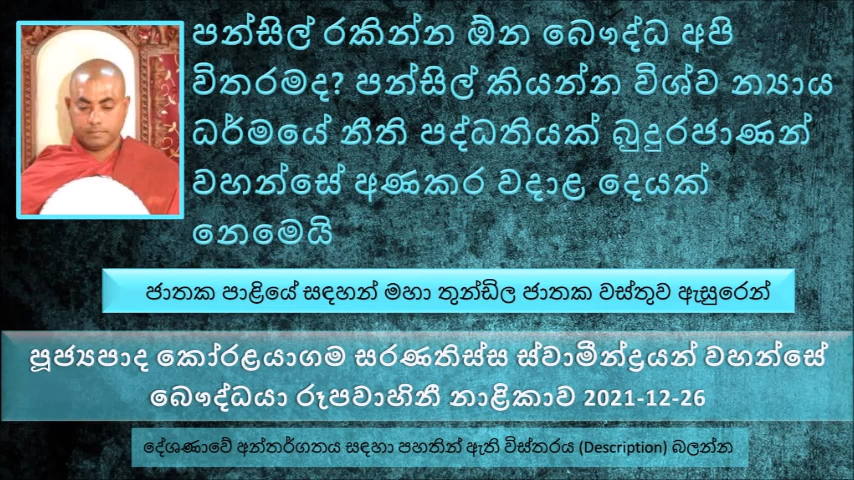 පන්සිල් රකින්න ඕන බෞද්ධ අපි
විතරමද? පන්සිල් කියන්න විශ්ව න්‍යාය
ධර්මයේ නීති පද්ධතියක් බුදුරජාණන්
වහන්සේ අණකර වදාළ දෙයක්
නෙමෙයි
ජාතක පාළියේ සඳහන් මහා තුන්ඩිල ජාතක වස්තුව ඇසුරෙන්
පූජ්‍යපාද කෝරළයාගම සරණතිස්ස ස්වාමීන්ද්‍රයන් වහන්සේ
බෞද්ධයා රූපවාහිනී නාළිකාව 2021-12-26
දේශණාවේ අන්තර්ගතය සඳහා පහතින් ඇති විස්තරය (Description) බලන්න